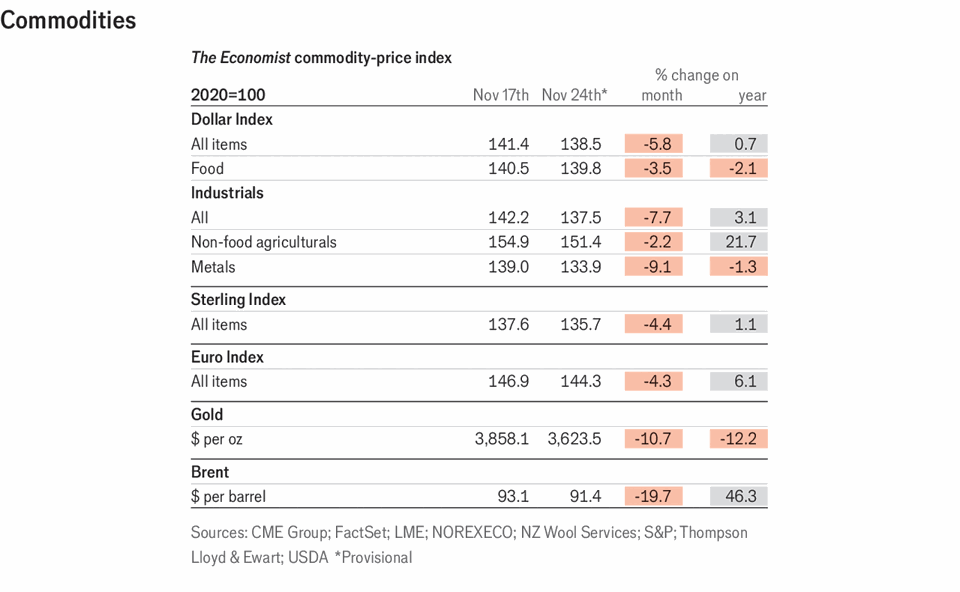 Commodities
The Economist commodity-price index
% change on
2020=100 Nov 17th Nov 24th* month year
Dollar Index
All items 141.4 138.5 -5.8 0.7
Food 140.5 139.8 -3.5 -2.1
Industrials
All 142.2 137.5 -7.7 3.1
Non-food agriculturals 154.9 151.4 -2.2 21.7
Metals 139.0 133.9 -9.1 -1.3
Sterling Index
All items 137.6 135.7 -4.4 1.1
Euro Index
All items 146.9 144.3 -4.3 6.1
Gold
$ per oz 3,858.1 3,623.5 -10.7 -12.2
Brent
$ per barrel 93.1 91.4 -19.7 46.3
Sources: CME Group; FactSet; LME; NOREXECO; NZ Wool Services; S&P; Thompson
Lloyd & Ewart; USDA *Provisional